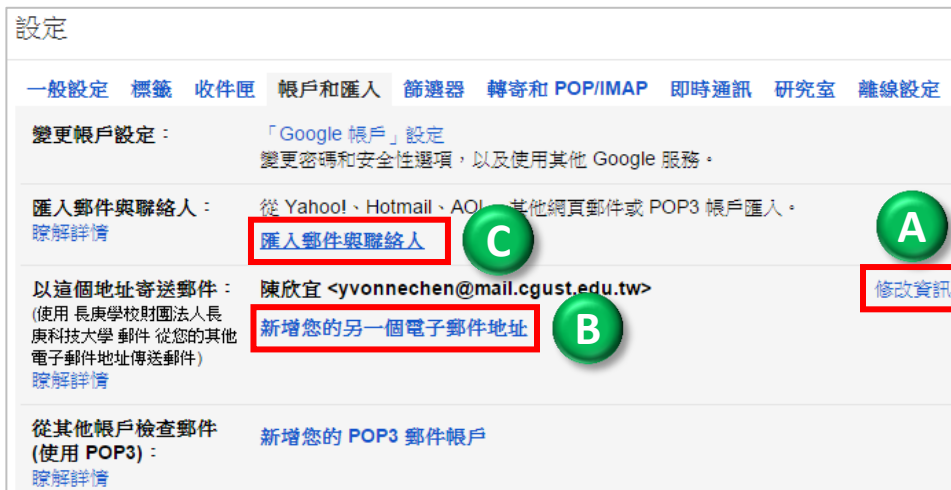 設定
一般設定 標籤 收件匣 帳戶和匯入 篩選器 轉寄和 POP/IMAP 即時通訊 研究室 離線設定
變更帳戶設定：
「Google 帳戶」設定
變更密碼和安全性選項，以及使用其他 Google 服務。
匯入郵件與聯絡人：
瞭解詳情
從 Yahoo!、Hotmail、AOL 其他網頁郵件或 POP3 帳戶匯入。
匯入郵件與聯絡人
C
A
以這個地址寄送郵件：
(使用 長庚學校財團法人長
庚科技大學 郵件 從您的其他
電子郵件地址傳送郵件)
瞭解詳情
陳欣宜 <yvonnechen@mail.cgust.edu.tw>
修改資訊
新增您的另一個電子郵件地址
B
從其他帳戶檢查郵件
(使用 POP3)：
瞭解詳情
新增您的 POP3 郵件帳戶